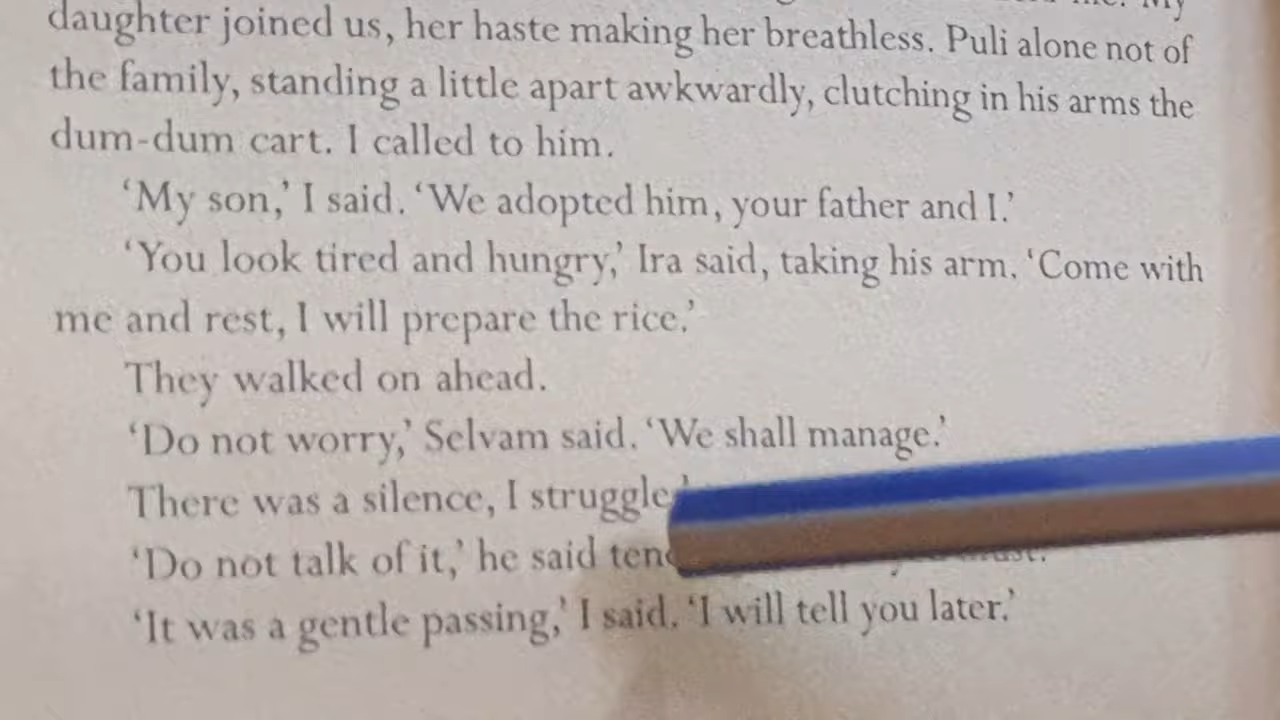 daughter joined us, her haste making her breathless. Puli alone not of
the family, standing a little apart awkwardly, clutching in his arms the
dum-dum cart. I called to him.
‘My son,’ I said. ‘We adopted him, your father and I.’
‘You look tired and hungry,’ Ira said, taking his arm. ‘Come with
me and rest, I will prepare the rice.’
They walked on ahead.
‘Do not worry,’ Selvam said. ‘We shall manage.’
There was a silence, I
‘Do not talk of it,’ he said
‘It was a gentle passing,’ I said. ‘I will tell you later.’